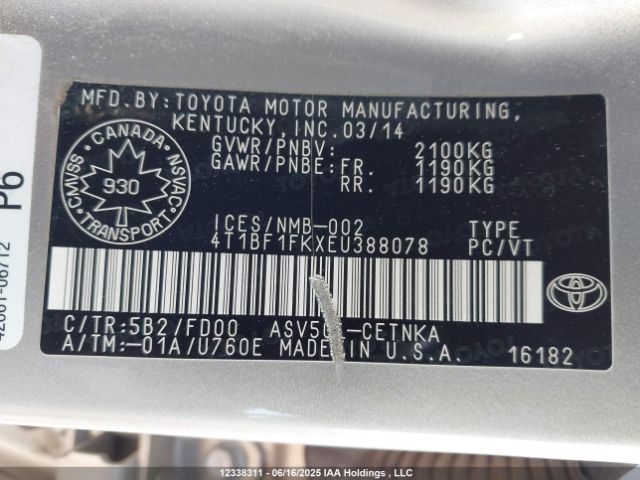 MFD.BY:TOYOTA MOTOR MANUFACTURING,
KENTUCKY,INC.03/14
GVWR/PNBV: 2100KG
GAWR/PNBE:FR. 1190KG
RR. 1190KG
CANADA
CMVSS NSVAC
930
TRANSPORT
ICES/NMB-002 TYPE
4T1BF1FKXEU388078 PC/VT
C/TR:5B2/FD00 -CETNKA
A/TM:-01A/U760E MADE IN U.S.A. 16182
TOYOTA
P6
12338311 - 06/16/2025 IAA Holdings , LLC